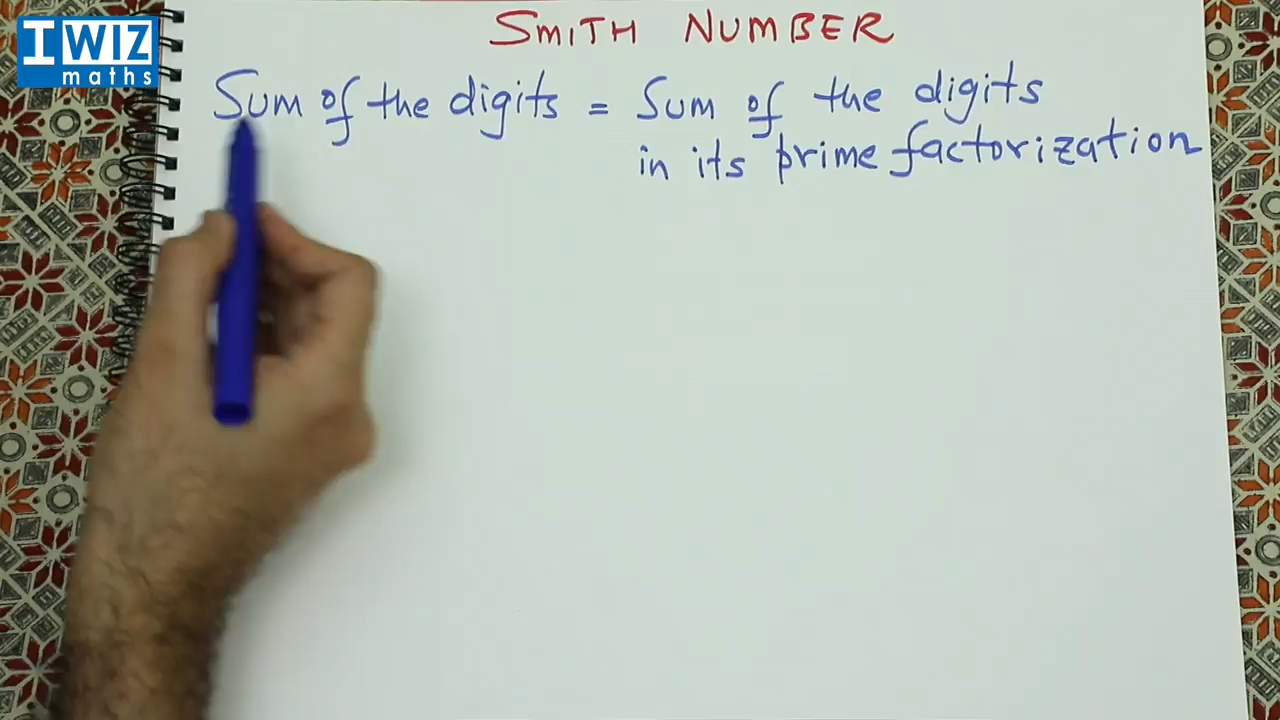 IWIZ
maths
SMITH NUMBER
Sum of the digits = Sum of the digits
in its prime factorization